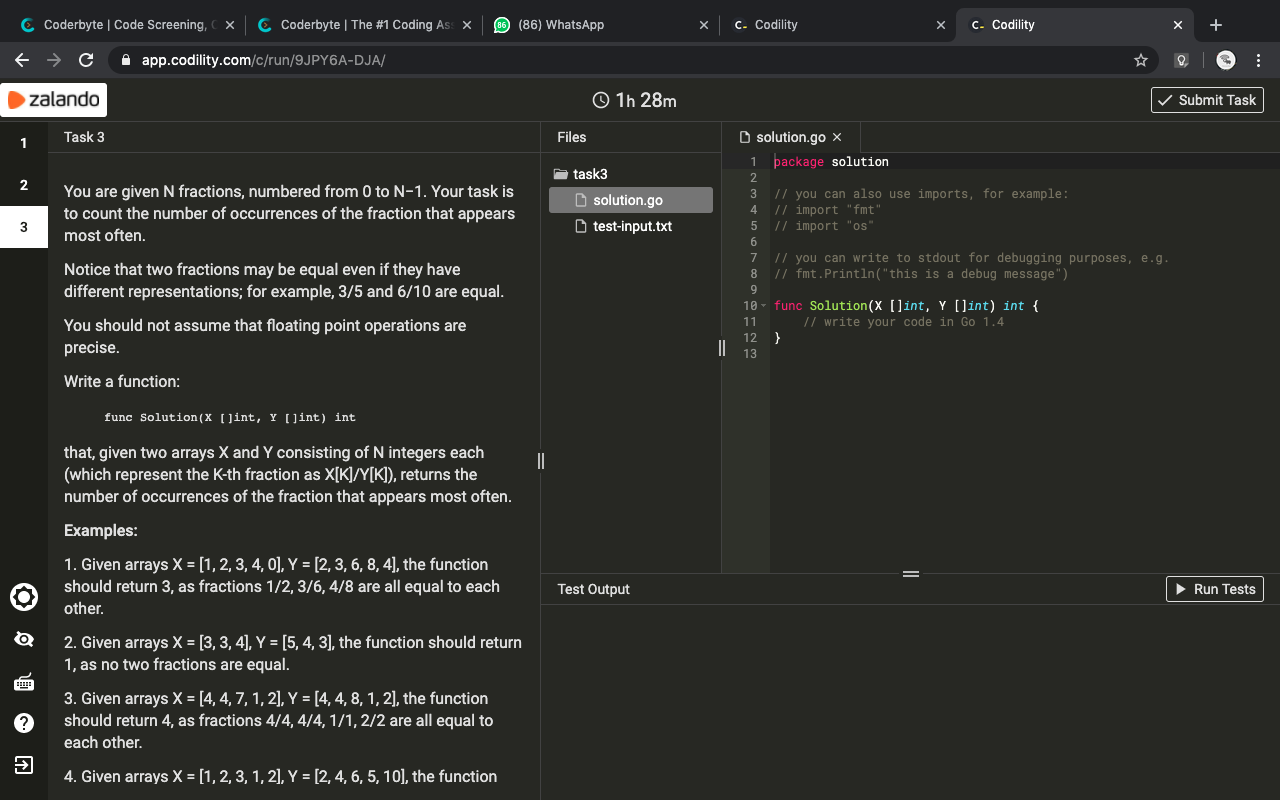 Coderbyte | Code Screening, C
Coderbyte | The #1 Coding Ass
(86) WhatsApp
Codility
Codility
app.codility.com/c/run/9JPY6A-DJA/
zalando
1h 28m
Submit Task
1
2
3
Task 3
You are given N fractions, numbered from 0 to N−1. Your task is
to count the number of occurrences of the fraction that appears
most often.
Notice that two fractions may be equal even if they have
different representations; for example, 3/5 and 6/10 are equal.
You should not assume that floating point operations are
precise.
Write a function:
func Solution(X []int, Y []int) int
that, given two arrays X and Y consisting of N integers each
(which represent the K-th fraction as X[K]/Y[K]), returns the
number of occurrences of the fraction that appears most often.
Examples:
1. Given arrays X = [1, 2, 3, 4, 0], Y = [2, 3, 6, 8, 4], the function
should return 3, as fractions 1/2, 3/6, 4/8 are all equal to each
other.
2. Given arrays X = [3, 3, 4], Y = [5, 4, 3], the function should return
1, as no two fractions are equal.
3. Given arrays X = [4, 4, 7, 1, 2], Y = [4, 4, 8, 1, 2], the function
should return 4, as fractions 4/4, 4/4, 1/1, 2/2 are all equal to
each other.
4. Given arrays X = [1, 2, 3, 1, 2], Y = [2, 4, 6, 5, 10], the function
Files
task3
solution.go
test-input.txt
solution.go
1 package solution
2
3 // you can also use imports, for example:
4 // import "fmt"
5 // import "os"
6
7 // you can write to stdout for debugging purposes, e.g.
8 // fmt.Println("this is a debug message")
9
10 func Solution(X []int, Y []int) int {
11 // write your code in Go 1.4
12 }
13
Test Output
Run Tests